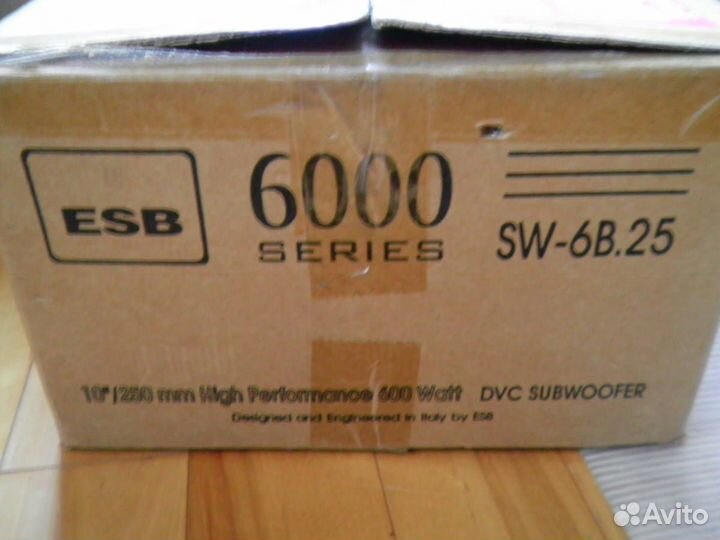 ESB
6000
SERIES
SW-6B.25
10"/250 mm High Performance 600 Watt DVC SUBWOOFER
Designed and Engineered in Italy by ESB
Avito